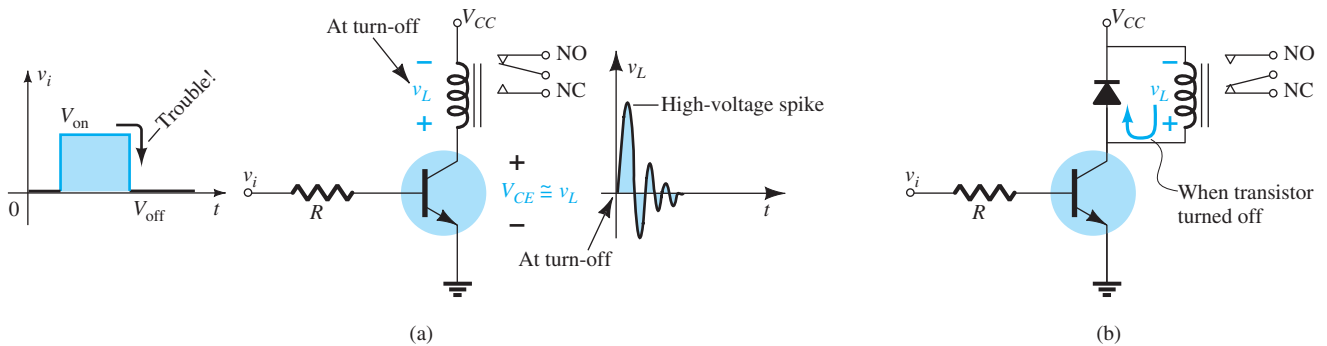 v_i
V_on
Trouble!
0
V_off
t
At turn-off
V_CC
−
v_L
+
NO
NC
v_i
R
+
V_CE ≅ v_L
−
v_L
High-voltage spike
t
At turn-off
(a)
V_CC
−
v_L
+
NO
NC
When transistor
turned off
v_i
R
(b)